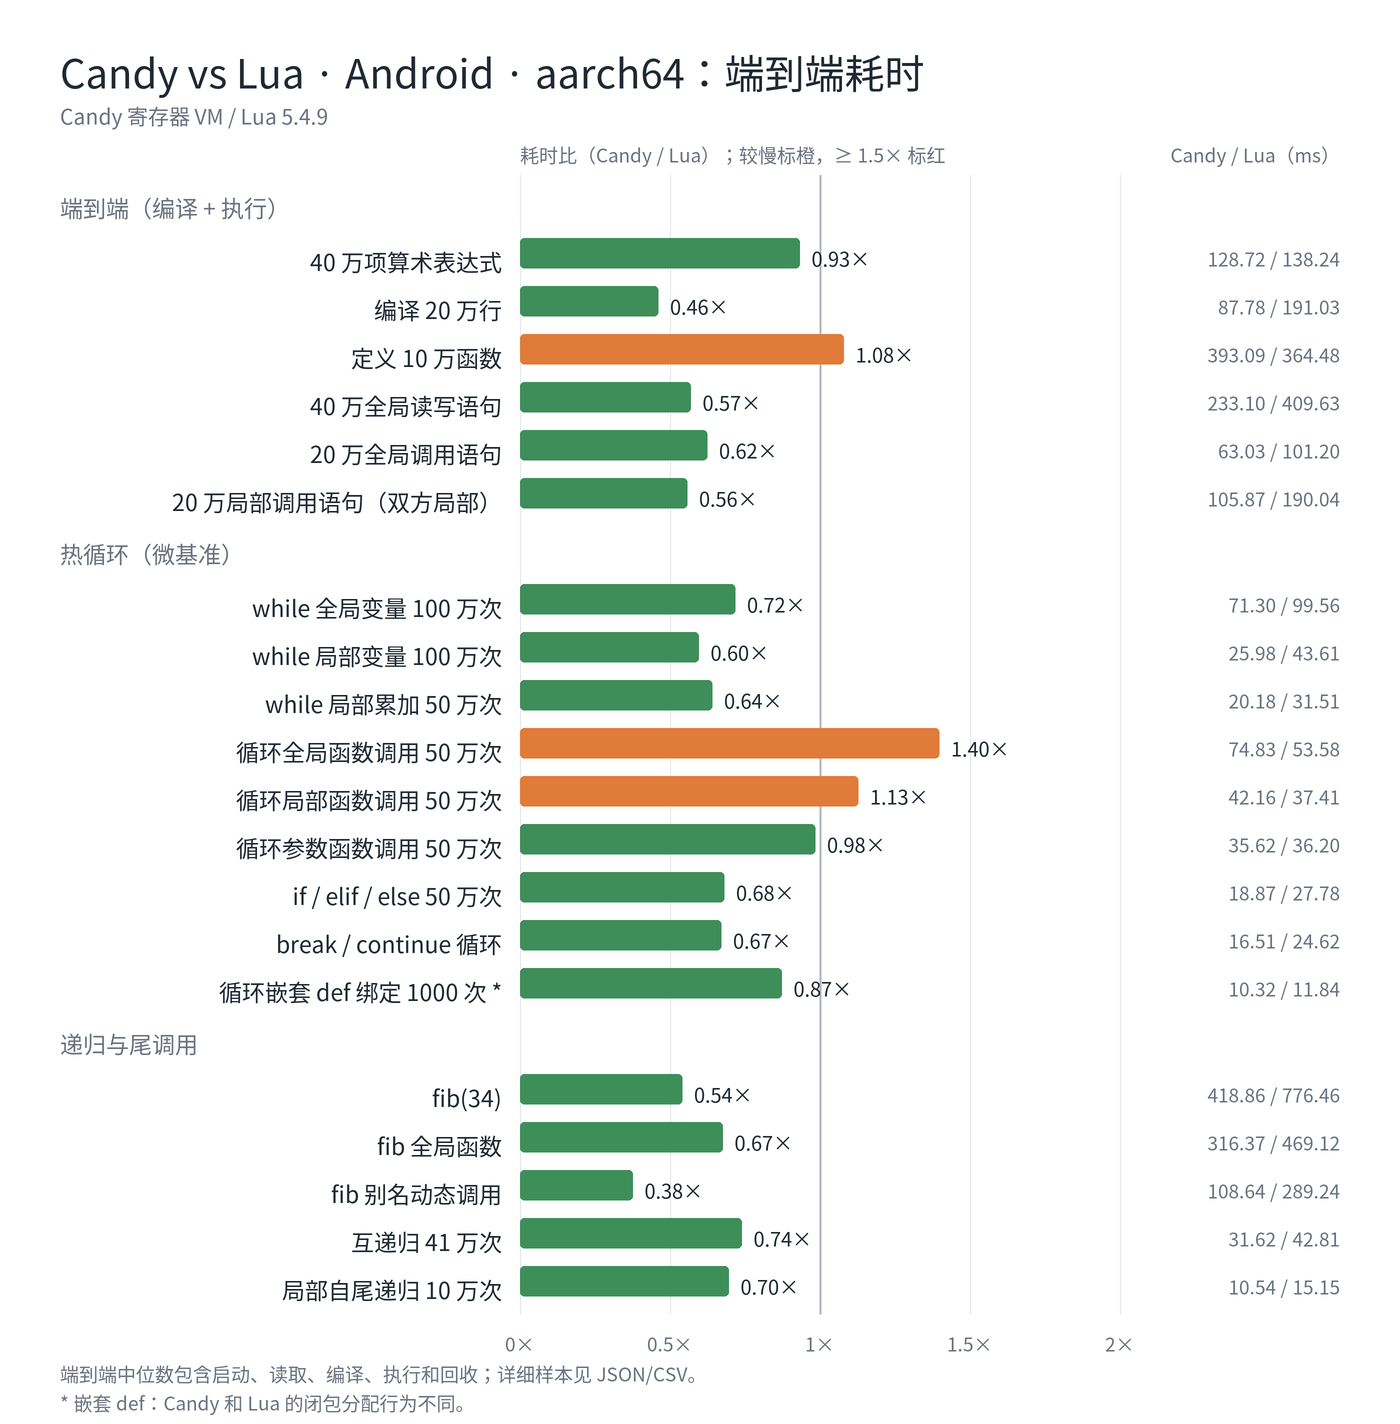 Candy vs Lua · Android · aarch64：端到端耗时
Candy 寄存器 VM / Lua 5.4.9
耗时比（Candy / Lua）；较慢标橙，≥ 1.5× 标红 Candy / Lua（ms）
端到端（编译 + 执行）
40 万项算术表达式 0.93× 128.72 / 138.24
编译 20 万行 0.46× 87.78 / 191.03
定义 10 万函数 1.08× 393.09 / 364.48
40 万全局读写语句 0.57× 233.10 / 409.63
20 万全局调用语句 0.62× 63.03 / 101.20
20 万局部调用语句（双方局部） 0.56× 105.87 / 190.04
热循环（微基准）
while 全局变量 100 万次 0.72× 71.30 / 99.56
while 局部变量 100 万次 0.60× 25.98 / 43.61
while 局部累加 50 万次 0.64× 20.18 / 31.51
循环全局函数调用 50 万次 1.40× 74.83 / 53.58
循环局部函数调用 50 万次 1.13× 42.16 / 37.41
循环参数函数调用 50 万次 0.98× 35.62 / 36.20
if / elif / else 50 万次 0.68× 18.87 / 27.78
break / continue 循环 0.67× 16.51 / 24.62
循环嵌套 def 绑定 1000 次 * 0.87× 10.32 / 11.84
递归与尾调用
fib(34) 0.54× 418.86 / 776.46
fib 全局函数 0.67× 316.37 / 469.12
fib 别名动态调用 0.38× 108.64 / 289.24
互递归 41 万次 0.74× 31.62 / 42.81
局部自尾递归 10 万次 0.70× 10.54 / 15.15
0× 0.5× 1× 1.5× 2×
端到端中位数包含启动、读取、编译、执行和回收；详细样本见 JSON/CSV。
* 嵌套 def：Candy 和 Lua 的闭包分配行为不同。